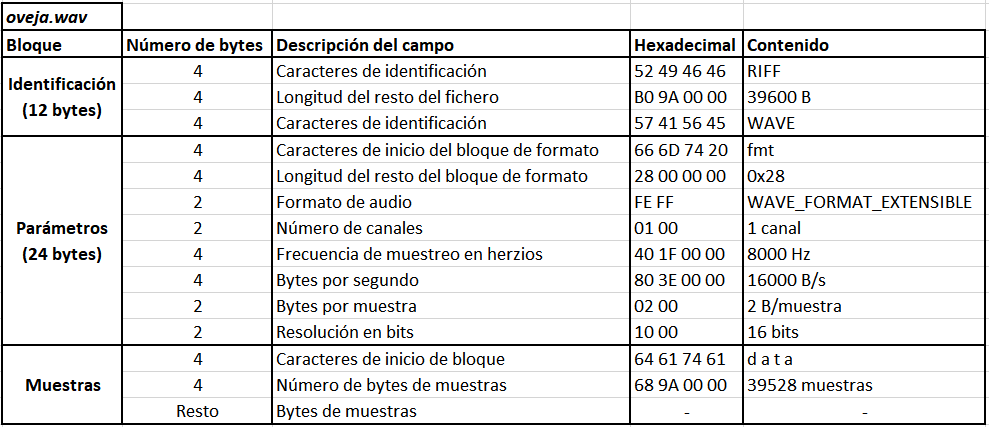 oveja.wav
Bloque Número de bytes Descripción del campo Hexadecimal Contenido
Identificación (12 bytes)
4 Caracteres de identificación 52 49 46 46 RIFF
4 Longitud del resto del fichero B0 9A 00 00 39600 B
4 Caracteres de identificación 57 41 56 45 WAVE
Parámetros (24 bytes)
4 Caracteres de inicio del bloque de formato 66 6D 74 20 fmt
4 Longitud del resto del bloque de formato 28 00 00 00 0x28
2 Formato de audio FE FF WAVE_FORMAT_EXTENSIBLE
2 Número de canales 01 00 1 canal
4 Frecuencia de muestreo en herzios 40 1F 00 00 8000 Hz
4 Bytes por segundo 80 3E 00 00 16000 B/s
2 Bytes por muestra 02 00 2 B/muestra
2 Resolución en bits 10 00 16 bits
Muestras
4 Caracteres de inicio de bloque 64 61 74 61 d a t a
4 Número de bytes de muestras 68 9A 00 00 39528 muestras
Resto Bytes de muestras - -